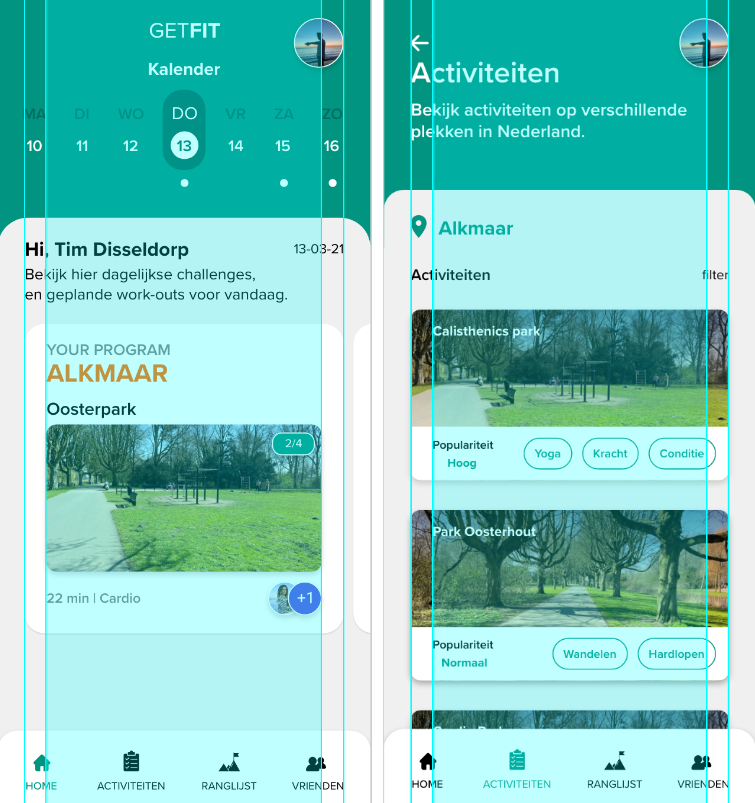 GETFIT
Kalender
MA DI WO DO VR ZA ZO
10 11 12 13 14 15 16
Hi, Tim Disseldorp 13-03-21
Bekijk hier dagelijkse challenges,
en geplande work-outs voor vandaag.
YOUR PROGRAM
ALKMAAR
Oosterpark
2/4
22 min | Cardio +1
HOME ACTIVITEITEN RANGLIJST VRIENDEN
Activiteiten
Bekijk activiteiten op verschillende
plekken in Nederland.
Alkmaar
Activiteiten filter
Calisthenics park
Populariteit
Hoog
Yoga Kracht Conditie
Park Oosterhout
Populariteit
Normaal
Wandelen Hardlopen
HOME ACTIVITEITEN RANGLIJST VRIENDEN